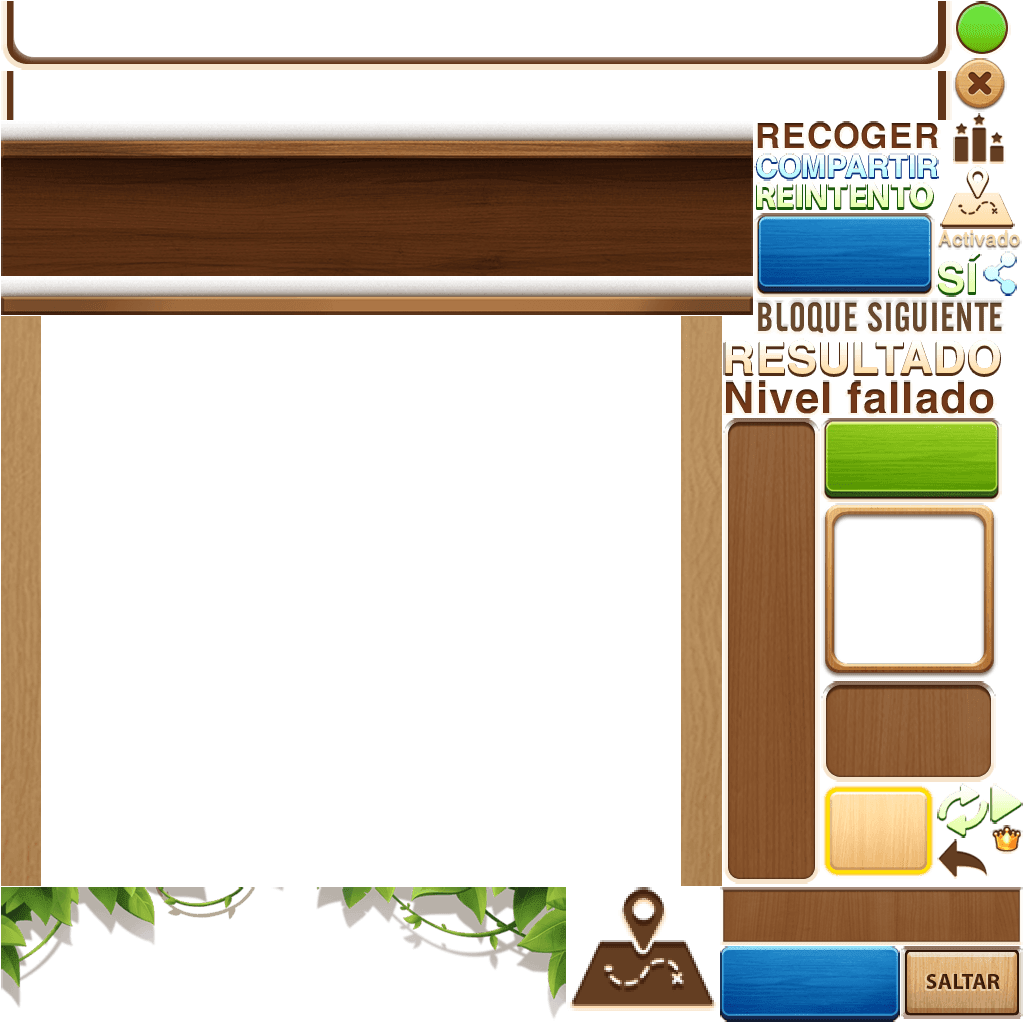 RECOGER
COMPARTIR
REINTENTO
Activado
SÍ
BLOQUE SIGUIENTE
RESULTADO
Nivel fallado
SALTAR